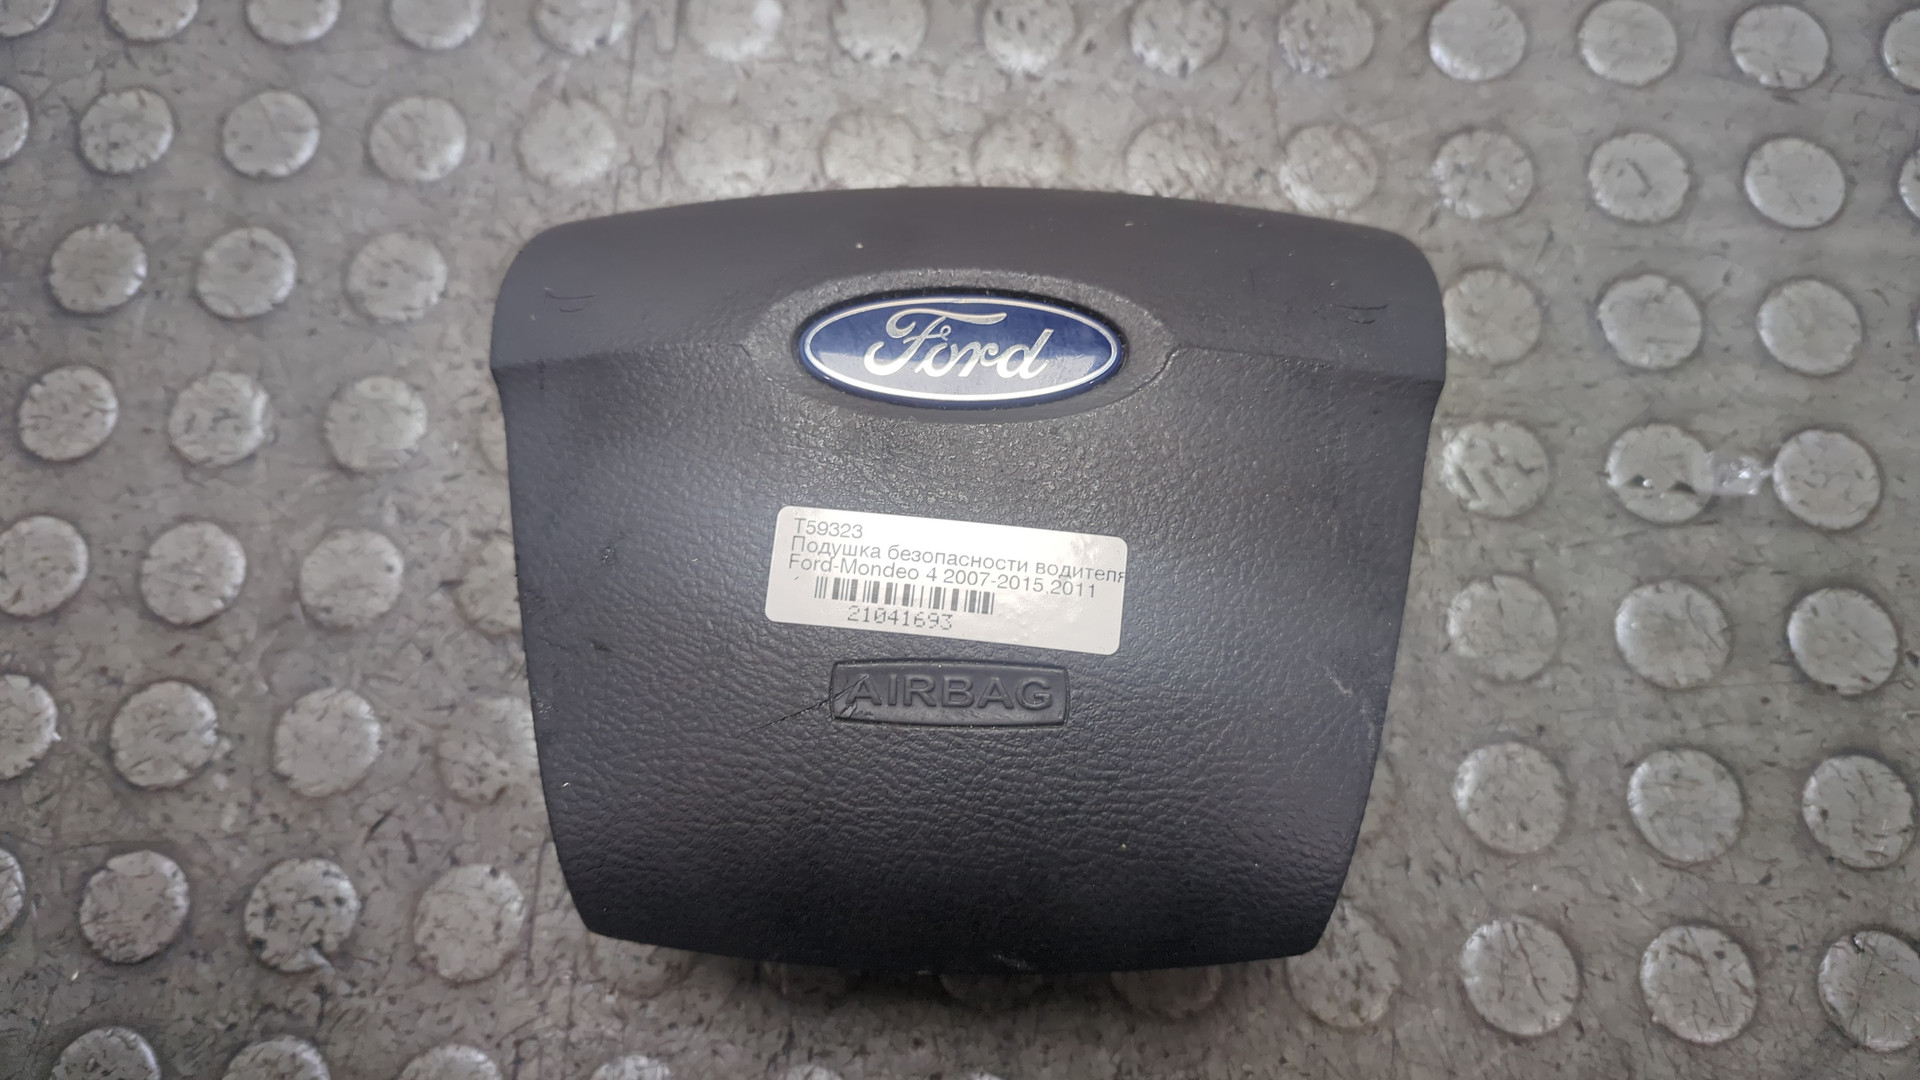 Ford
T59323
Подушка безопасности водителя
Ford-Mondeo 4 2007-2015,2011
21041693
AIRBAG